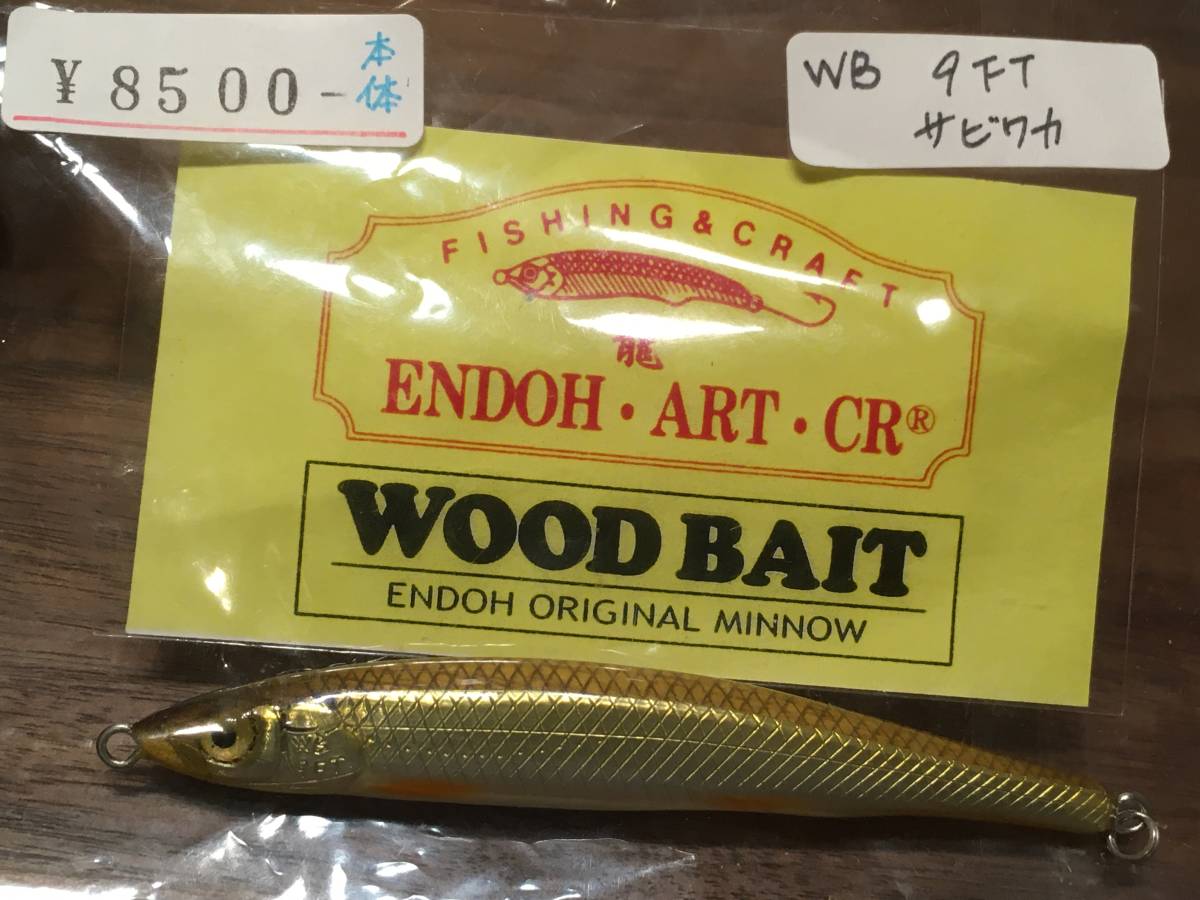 ¥8500-
本体
WB 9FT
サビワカ
FISHING & CRAFT
龍
ENDOH・ART・CR®
WOOD BAIT
ENDOH ORIGINAL MINNOW